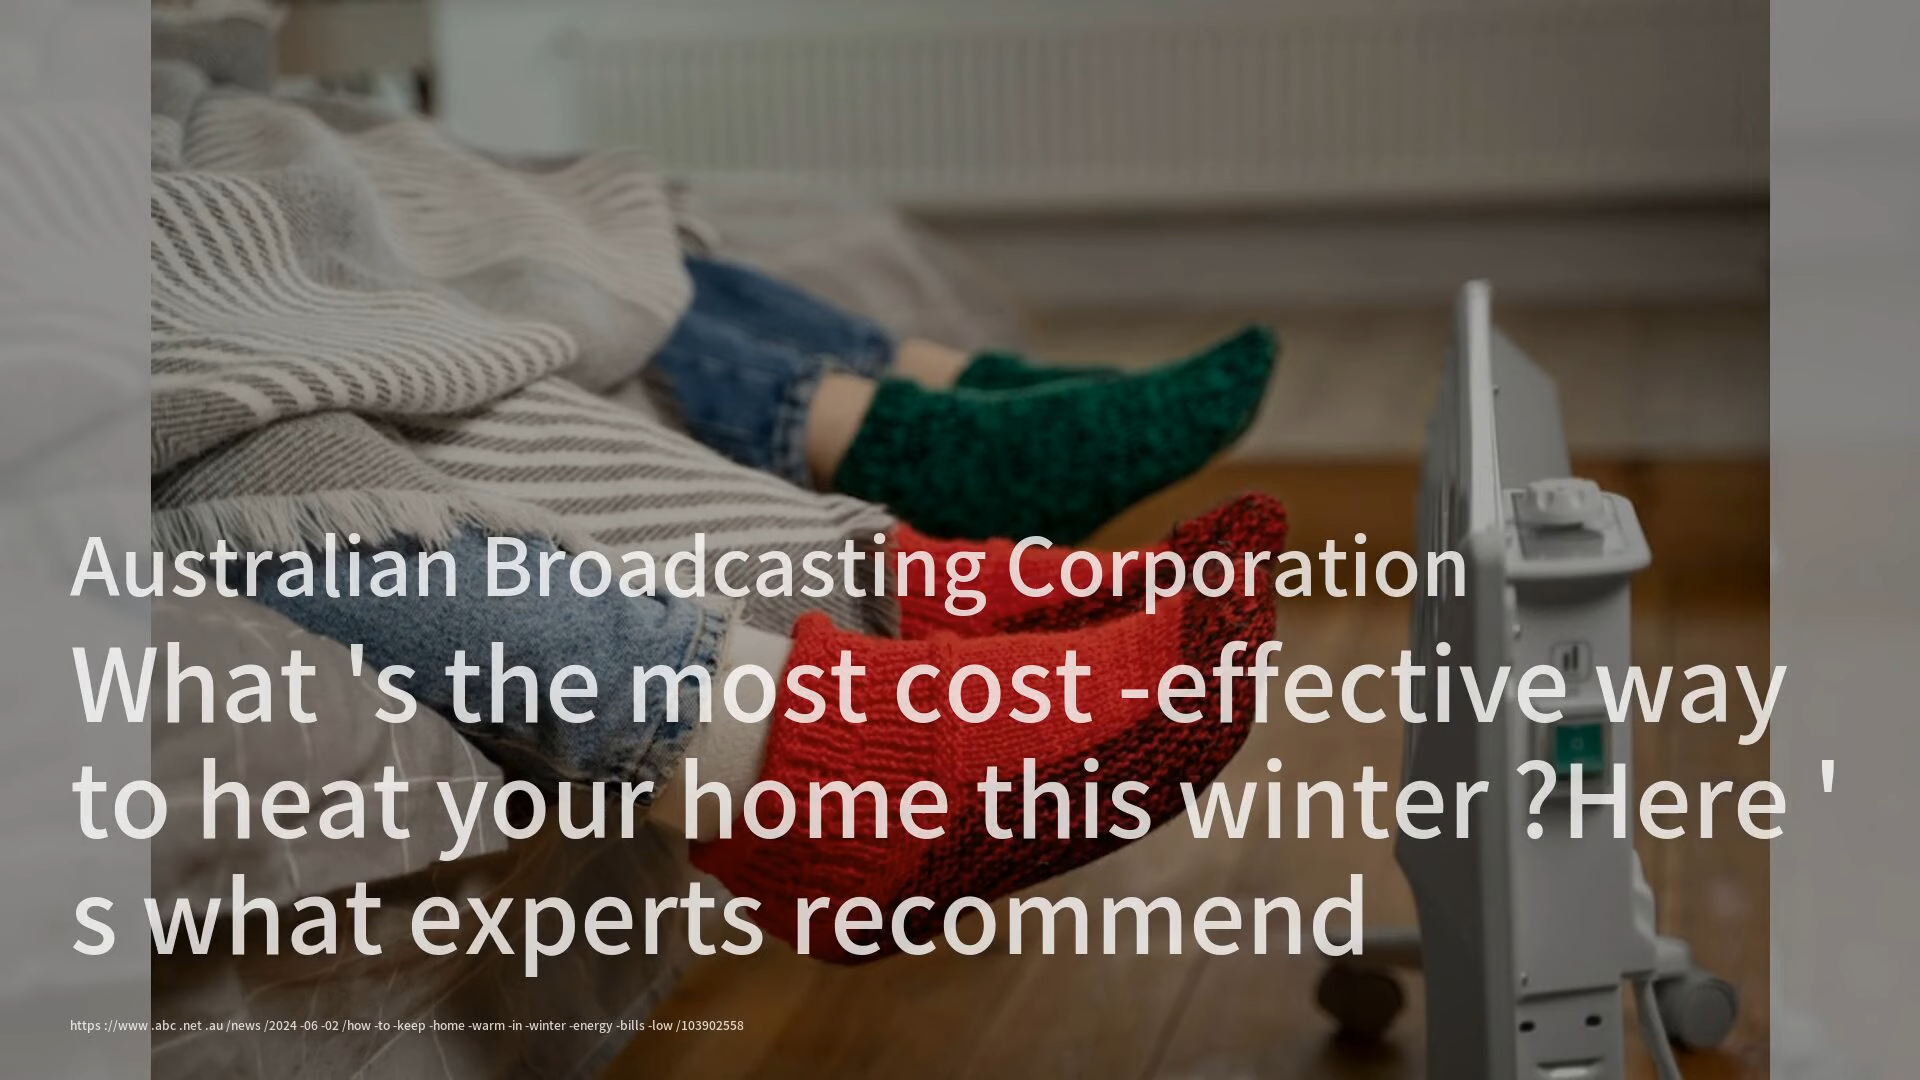 Australian Broadcasting Corporation
What 's the most cost -effective way
to heat your home this winter ?Here '
s what experts recommend
https ://www .abc .net .au /news /2024 -06 -02 /how -to -keep -home -warm -in -winter -energy -bills -low /103902558